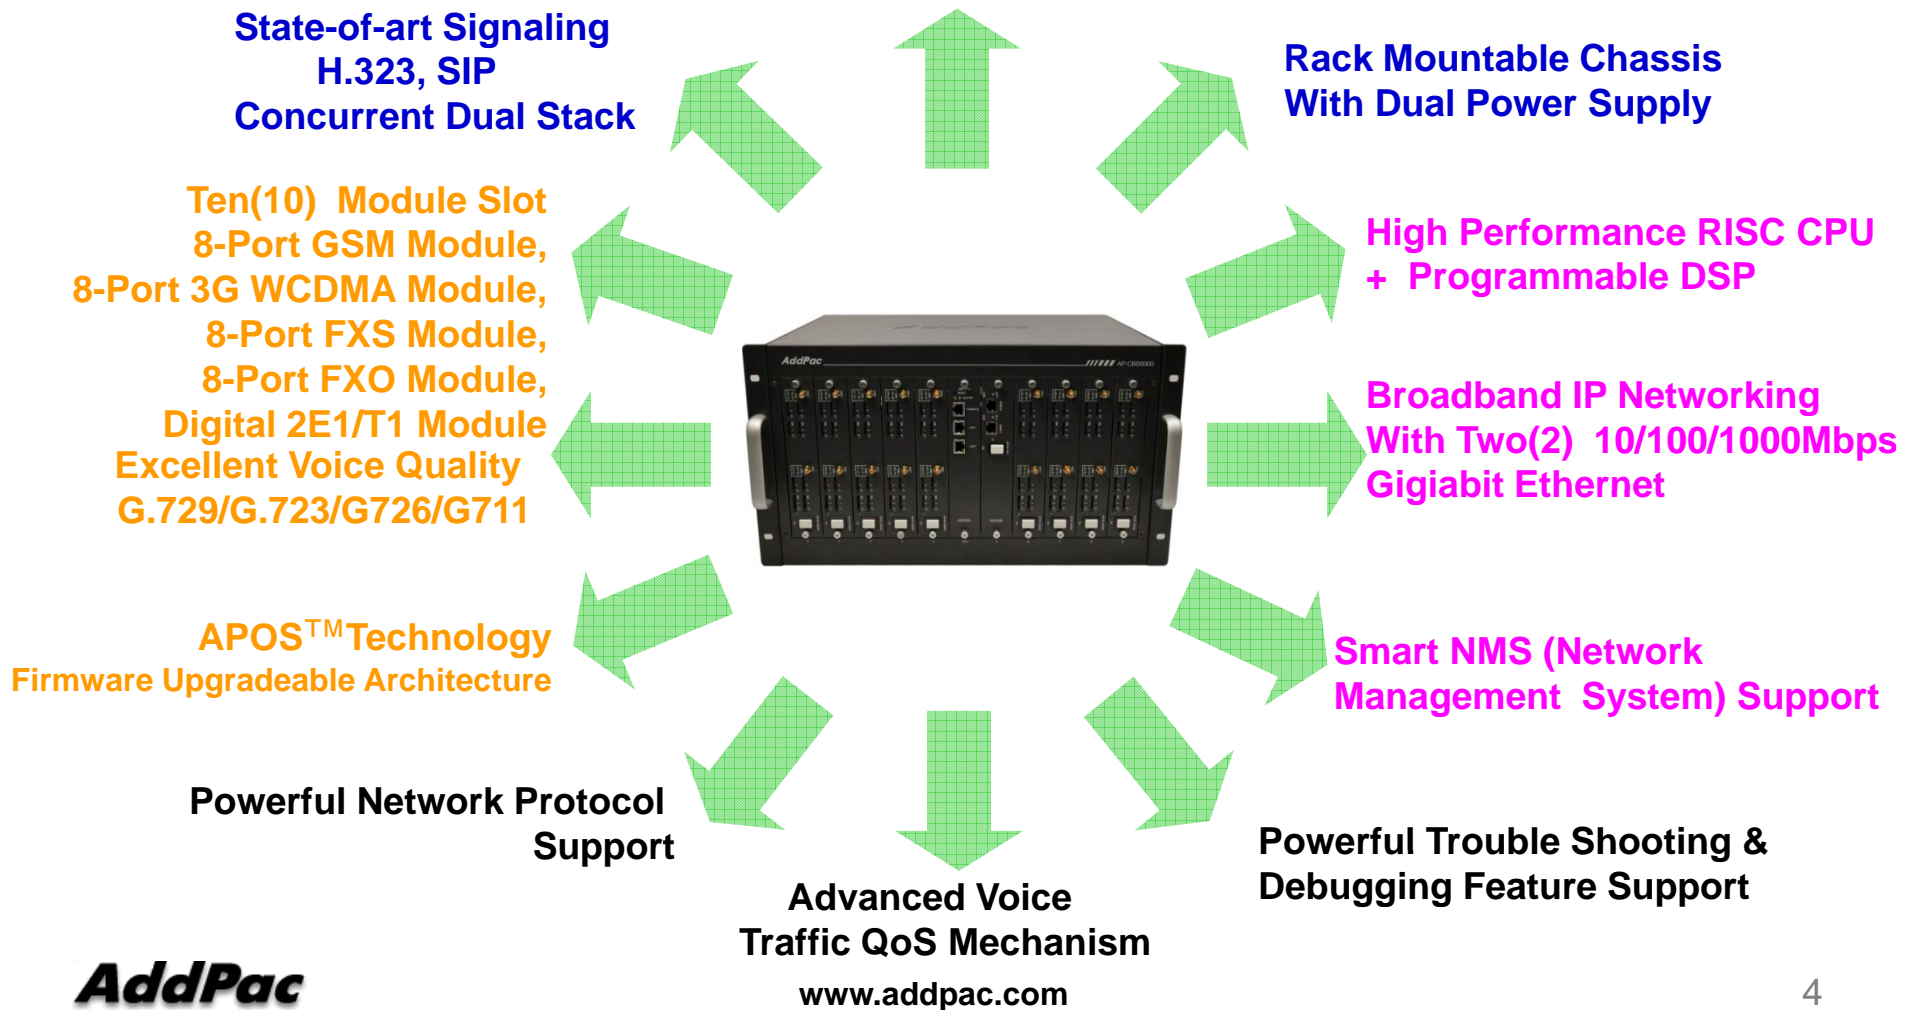 State-of-art Signaling
H.323, SIP
Concurrent Dual Stack
Rack Mountable Chassis
With Dual Power Supply
Ten(10) Module Slot
8-Port GSM Module,
8-Port 3G WCDMA Module,
8-Port FXS Module,
8-Port FXO Module,
Digital 2E1/T1 Module
Excellent Voice Quality
G.729/G.723/G726/G711
High Performance RISC CPU
+ Programmable DSP
AddPac
Broadband IP Networking
With Two(2) 10/100/1000Mbps
Gigiabit Ethernet
APOS™Technology
Firmware Upgradeable Architecture
Smart NMS (Network
Management System) Support
Powerful Network Protocol
Support
Powerful Trouble Shooting &
Debugging Feature Support
Advanced Voice
Traffic QoS Mechanism
AddPac
www.addpac.com
4